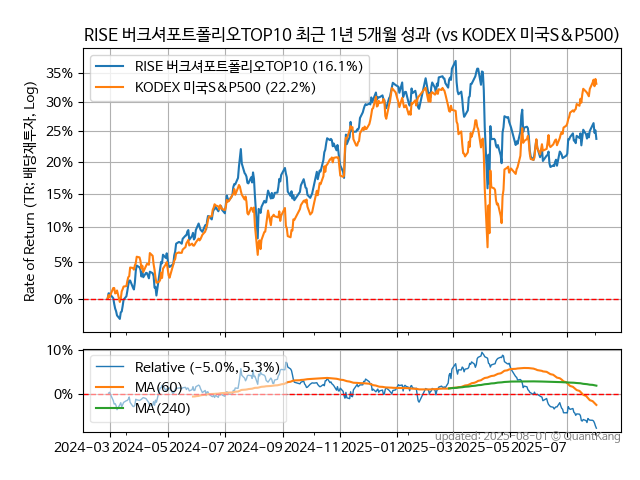 RISE 버크셔포트폴리오TOP10 최근 1년 5개월 성과 (vs KODEX 미국S&P500)
RISE 버크셔포트폴리오TOP10 (16.1%)
KODEX 미국S&P500 (22.2%)
Rate of Return (TR: 배당재투자, Log)
35%
30%
25%
20%
15%
10%
5%
0%
10%
0%
Relative (−5.0%, 5.3%)
MA(60)
MA(240)
2024-03
2024-05
2024-07
2024-09
2024-11
2025-01
2025-03
2025-05
2025-07
updated: 2025-08-01 © QuantKang